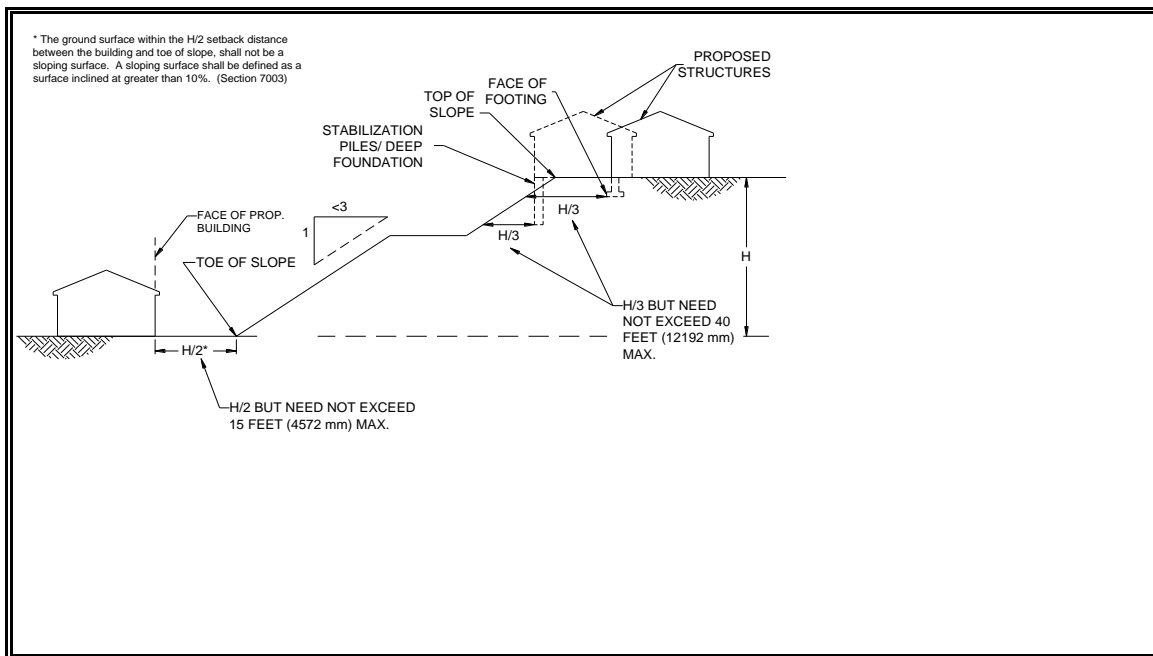 * The ground surface within the H/2 setback distance
between the building and toe of slope, shall not be a
sloping surface.  A sloping surface shall be defined as a
surface inclined at greater than 10%.  (Section 7003)
PROPOSED
STRUCTURES
FACE OF
FOOTING
TOP OF
SLOPE
STABILIZATION
PILES/ DEEP
FOUNDATION
H/3
<3
FACE OF PROP.
BUILDING
1
H/3
H
TOE OF SLOPE
H/3 BUT NEED
NOT EXCEED 40
FEET (12192 mm)
MAX.
H/2*
H/2 BUT NEED NOT EXCEED
15 FEET (4572 mm) MAX.